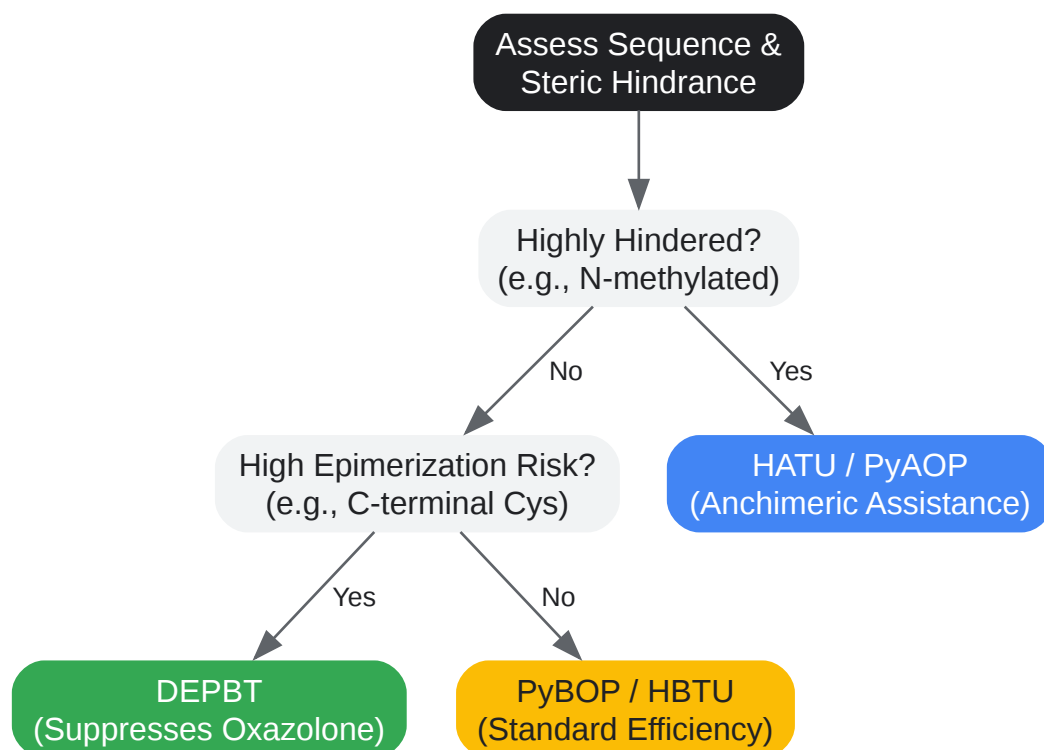 Assess Sequence &
Steric Hindrance
Highly Hindered?
(e.g., N-methylated)
No
Yes
High Epimerization Risk?
(e.g., C-terminal Cys)
HATU / PyAOP
(Anchimeric Assistance)
Yes
No
DEPBT
(Suppresses Oxazolone)
PyBOP / HBTU
(Standard Efficiency)